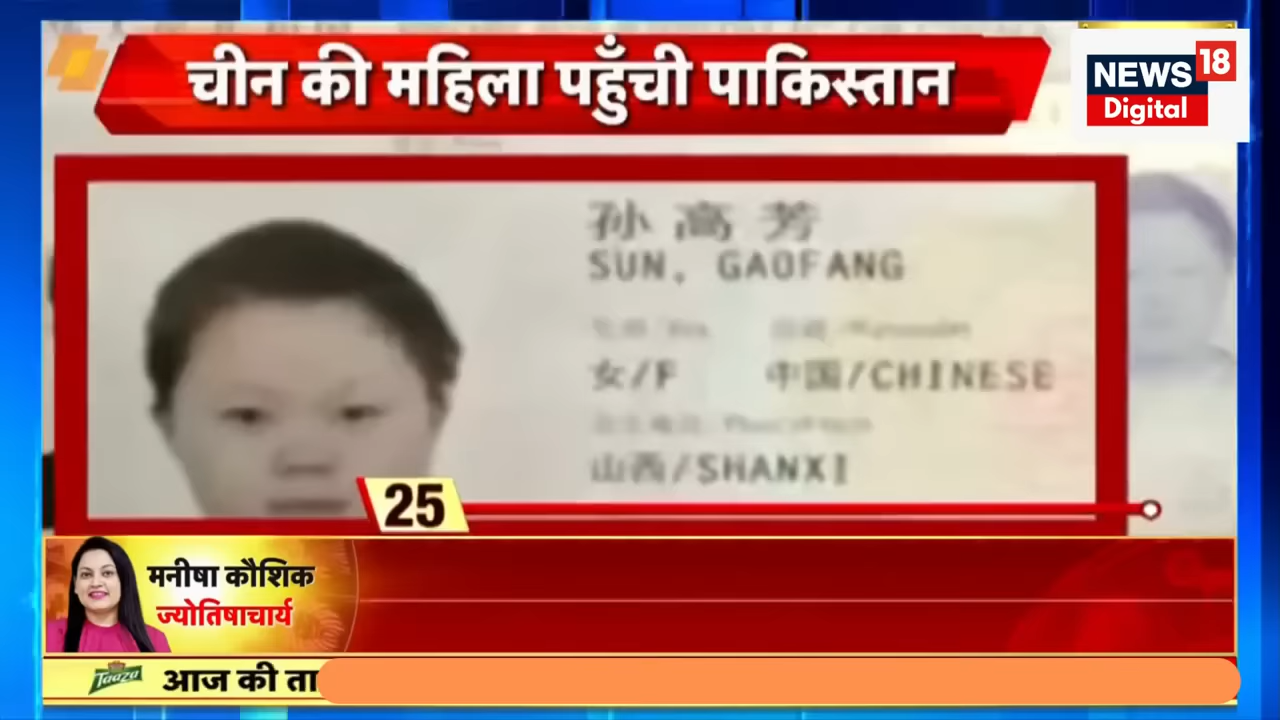 चीन की महिला पहुँची पाकिस्तान
NEWS 18
Digital
孙高芳
SUN, GAOFANG
女/F 中国/CHINESE
山西/SHANXI
25
मनीषा कौशिक
ज्योतिषाचार्य
Taaza
आज की ता